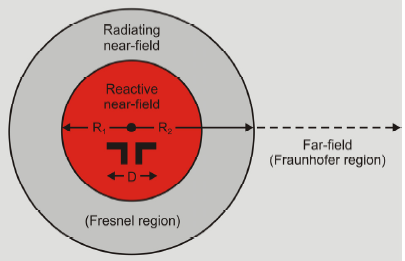 Radiating
near-field
Reactive
near-field
R₁
R₂
D
(Fresnel region)
Far-field
(Fraunhofer region)